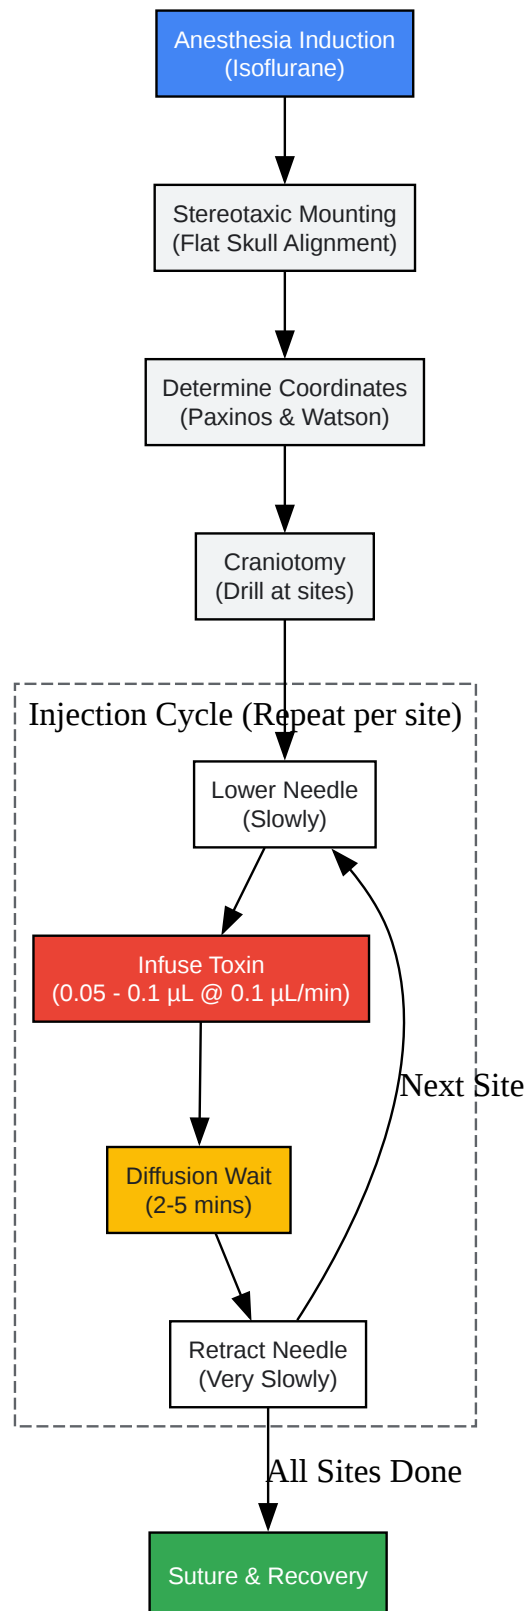 Anesthesia Induction
(Isoflurane)
Stereotaxic Mounting
(Flat Skull Alignment)
Determine Coordinates
(Paxinos & Watson)
Craniotomy
(Drill at sites)
Injection Cycle (Repeat per site)
Lower Needle
(Slowly)
Infuse Toxin
(0.05 - 0.1 µL @ 0.1 µL/min)
Next Site
Diffusion Wait
(2-5 mins)
Retract Needle
(Very Slowly)
All Sites Done
Suture & Recovery